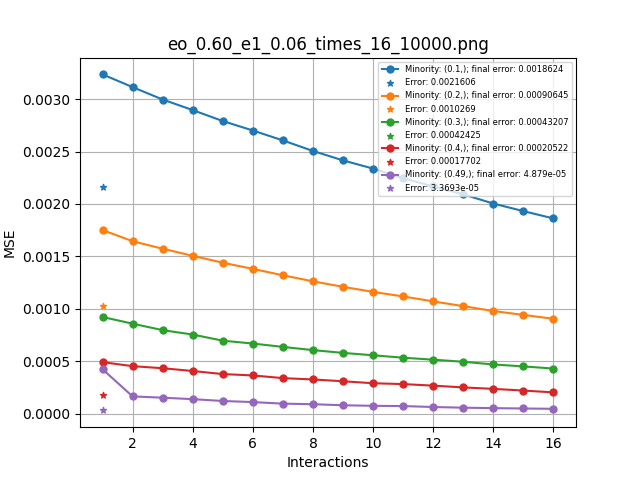 eo_0.60_e1_0.06_times_16_10000.png
Minority: (0.1,); final error: 0.0018624
Error: 0.0021606
Minority: (0.2,); final error: 0.00090645
Error: 0.0010269
Minority: (0.3,); final error: 0.00043207
Error: 0.00042425
Minority: (0.4,); final error: 0.00020522
Error: 0.00017702
Minority: (0.49,); final error: 4.879e-05
Error: 3.3693e-05
MSE
0.0030
0.0025
0.0020
0.0015
0.0010
0.0005
0.0000
2 4 6 8 10 12 14 16
Interactions